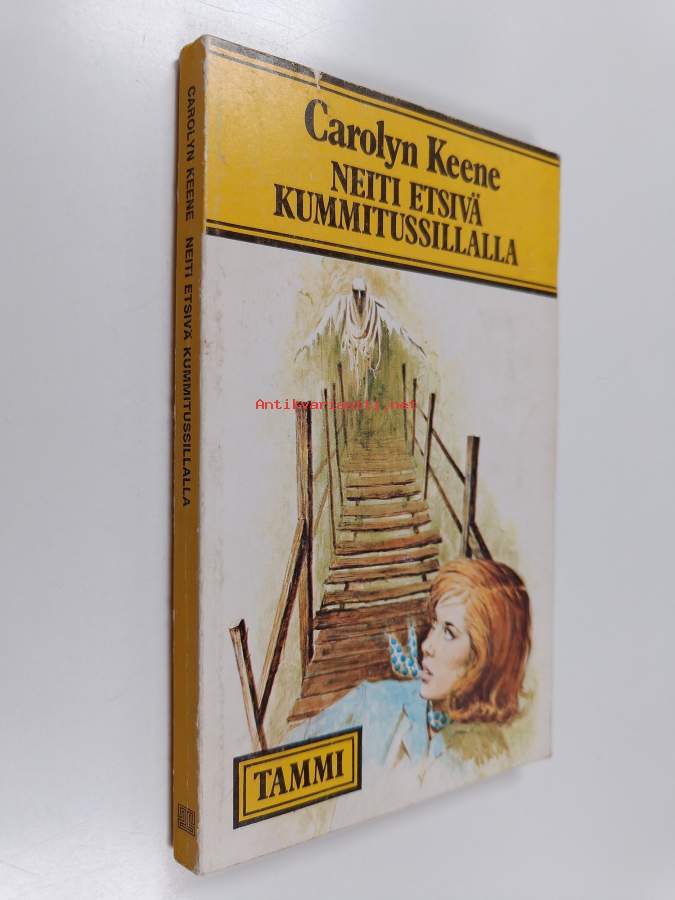 Carolyn Keene
NEITI ETSIVÄ
KUMMITUSSILLALLA
TAMMI
CAROLYN KEENE NEITI ETSIVÄ KUMMITUSSILLALLA
Antikvariaatti.net